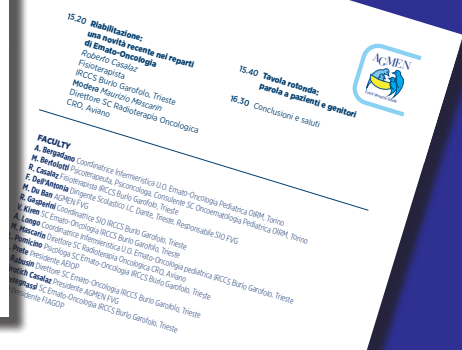 15.20 Riabilitazione:
una novità recente nei reparti
di Emato-Oncologia
Roberto Casalaz
Fisioterapista
IRCCS Burlo Garofolo, Trieste
Modera Maurizio Mascarin
Direttore SC Radioterapia Oncologica
CRO, Aviano
15.40 Tavola rotonda:
parola a pazienti e genitori
16.30 Conclusioni e saluti
AGMEN
FACULTY
A. Bergadano Coordinatrice Infermieristica U.O. Emato-Oncologia Pediatrica OIRM, Torino
M. Bertolotti Psicoterapeuta, Psiconcologa, Consulente SC Oncoematologia Pediatrica OIRM, Torino
R. Casalaz Fisioterapista IRCCS Burlo Garofolo, Trieste
F. Dell'Antonia Dirigente Scolastico I.C. Dante, Trieste, Responsabile SIO FVG
M. Du Ban AGMEN FVG
R. Gasperini Coordinatrice SIO IRCCS Burlo Garofolo, Trieste
V. Kiren SC Emato-Oncologia IRCCS Burlo Garofolo, Trieste
A. Longo Coordinatrice Infermieristica U.O. Emato-Oncologia pediatrica IRCCS Burlo Garofolo, Trieste
M. Mascarin Direttore SC Radioterapia Oncologica CRO, Aviano
Pomicino Psicologa SC Emato-Oncologia IRCCS Burlo Garofolo, Trieste
Prete Presidente AIEOP
Rabusin Direttore SC Emato-Oncologia IRCCS Burlo Garofolo, Trieste
Casalaz Presidente AGMEN FVG
SC Emato-Oncologia IRCCS Burlo Garofolo, Trieste
Presidente FIAGOP